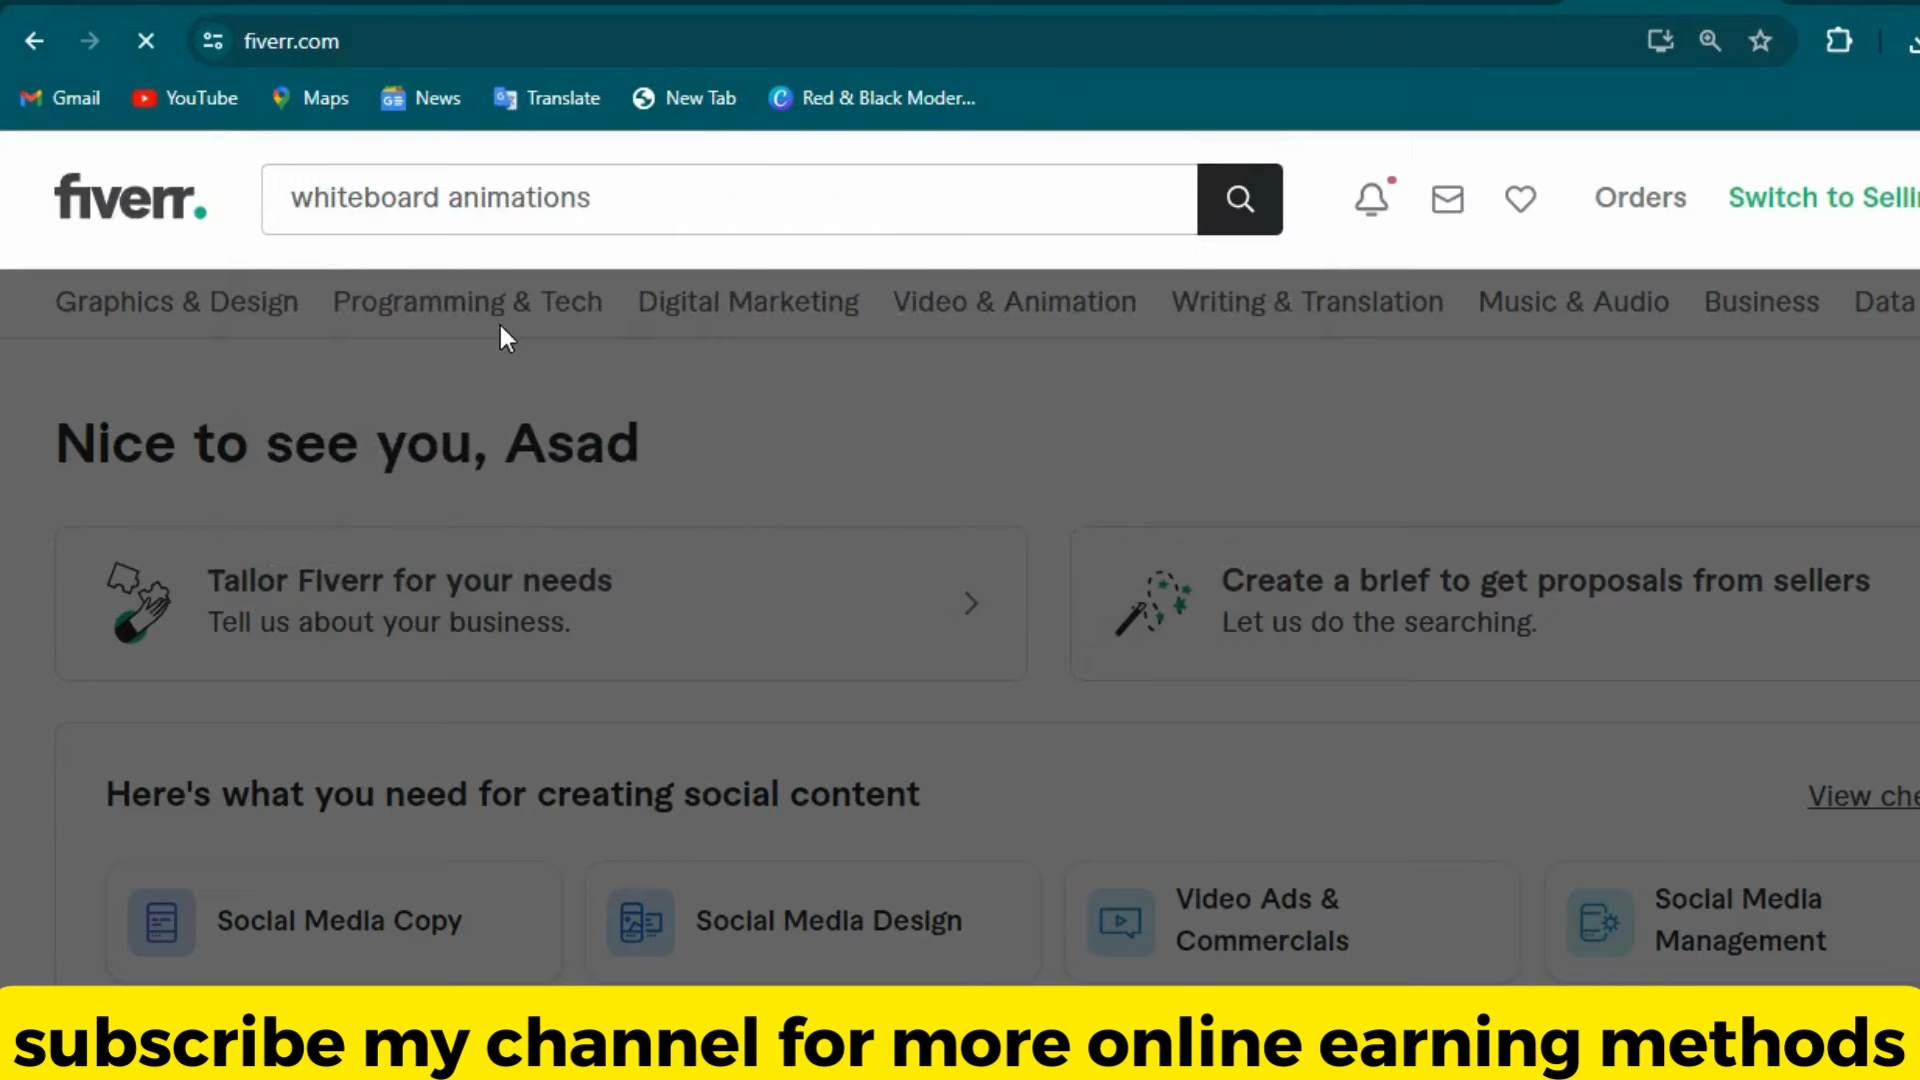 fiverr.com
Gmail YouTube Maps News Translate New Tab Red & Black Moder...
fiverr. whiteboard animations Orders Switch to Selli
Graphics & Design Programming & Tech Digital Marketing Video & Animation Writing & Translation Music & Audio Business Data
Nice to see you, Asad
Tailor Fiverr for your needs
Tell us about your business.
Create a brief to get proposals from sellers
Let us do the searching.
Here's what you need for creating social content
View che
Social Media Copy
Social Media Design
Video Ads &
Commercials
Social Media
Management
subscribe my channel for more online earning methods